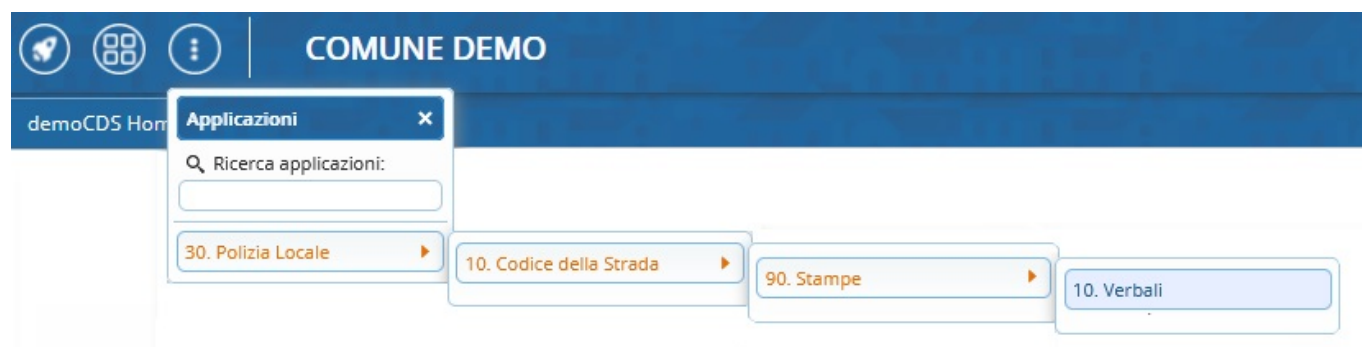 COMUNE DEMO
demoCDS Hom
Applicazioni
Ricerca applicazioni:
30. Polizia Locale
10. Codice della Strada
90. Stampe
10. Verbali